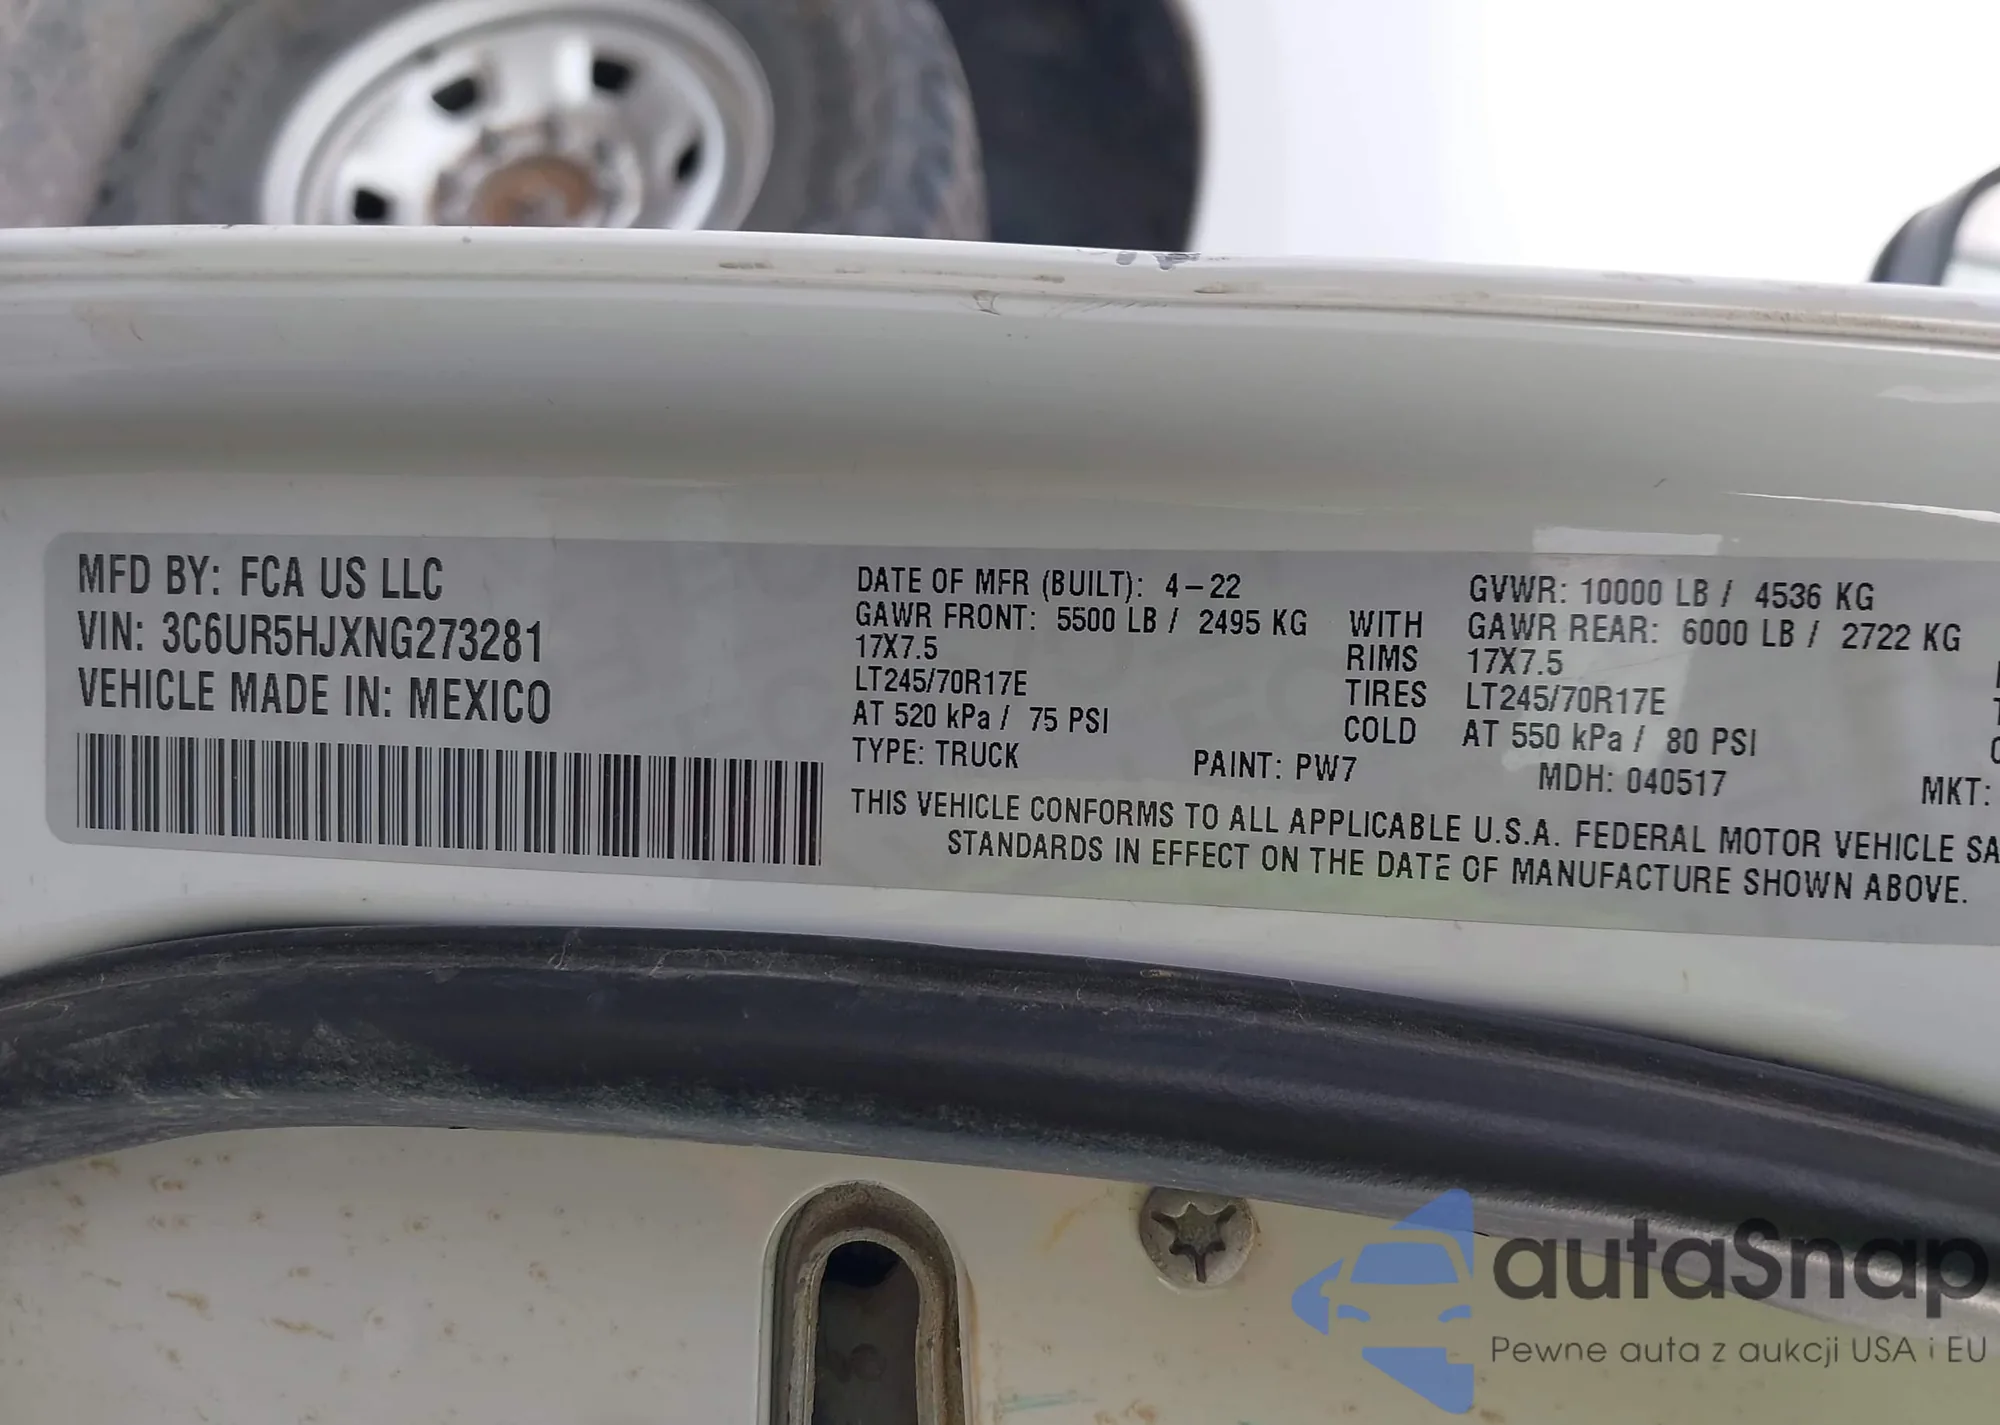 MFD BY: FCA US LLC
VIN: 3C6UR5HJXNG273281
VEHICLE MADE IN: MEXICO
DATE OF MFR (BUILT): 4-22
GVWR: 10000 LB / 4536 KG
GAWR FRONT: 5500 LB / 2495 KG WITH GAWR REAR: 6000 LB / 2722 KG
17X7.5 RIMS 17X7.5
LT245/70R17E TIRES LT245/70R17E
AT 520 kPa / 75 PSI COLD AT 550 kPa / 80 PSI
TYPE: TRUCK PAINT: PW7 MDH: 040517 MKT:
THIS VEHICLE CONFORMS TO ALL APPLICABLE U.S.A. FEDERAL MOTOR VEHICLE SA
STANDARDS IN EFFECT ON THE DATE OF MANUFACTURE SHOWN ABOVE.
autaSnap
Pewne auta z aukcji USA i EU